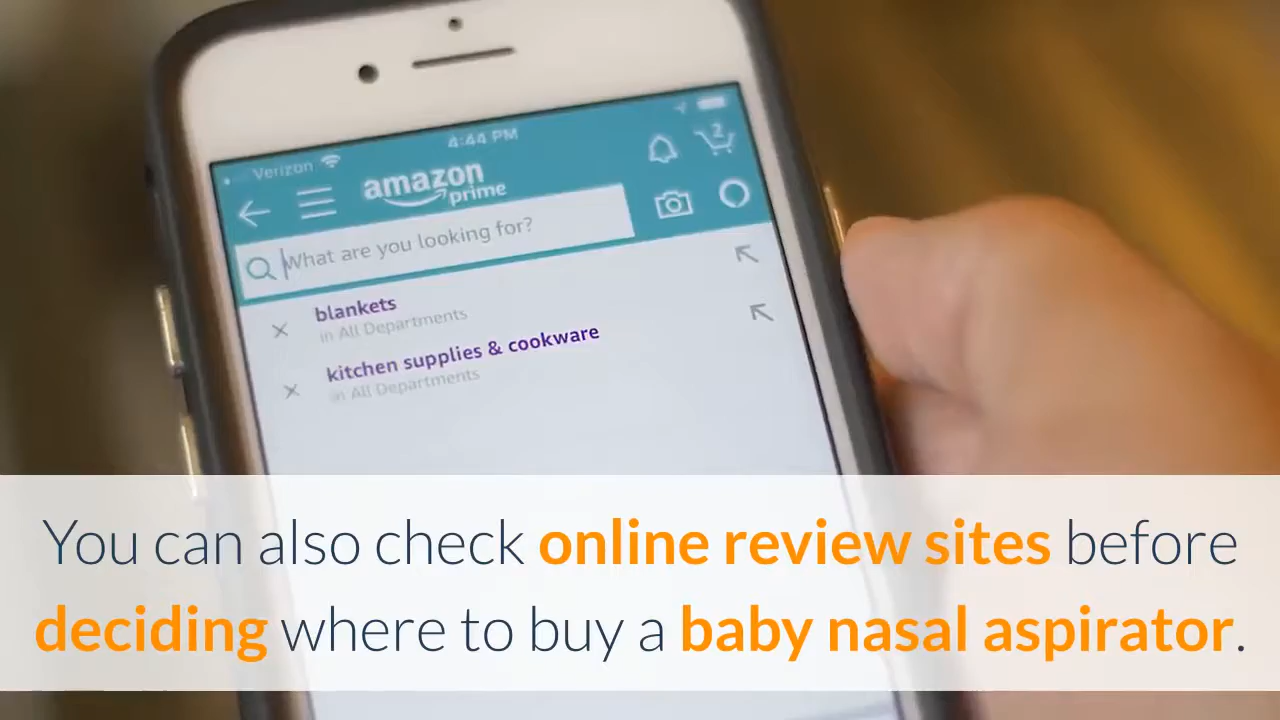 Verizon 4:44 PM
amazon
prime
2
What are you looking for?
blankets
in All Departments
kitchen supplies & cookware
in All Departments
You can also check online review sites before
deciding where to buy a baby nasal aspirator.